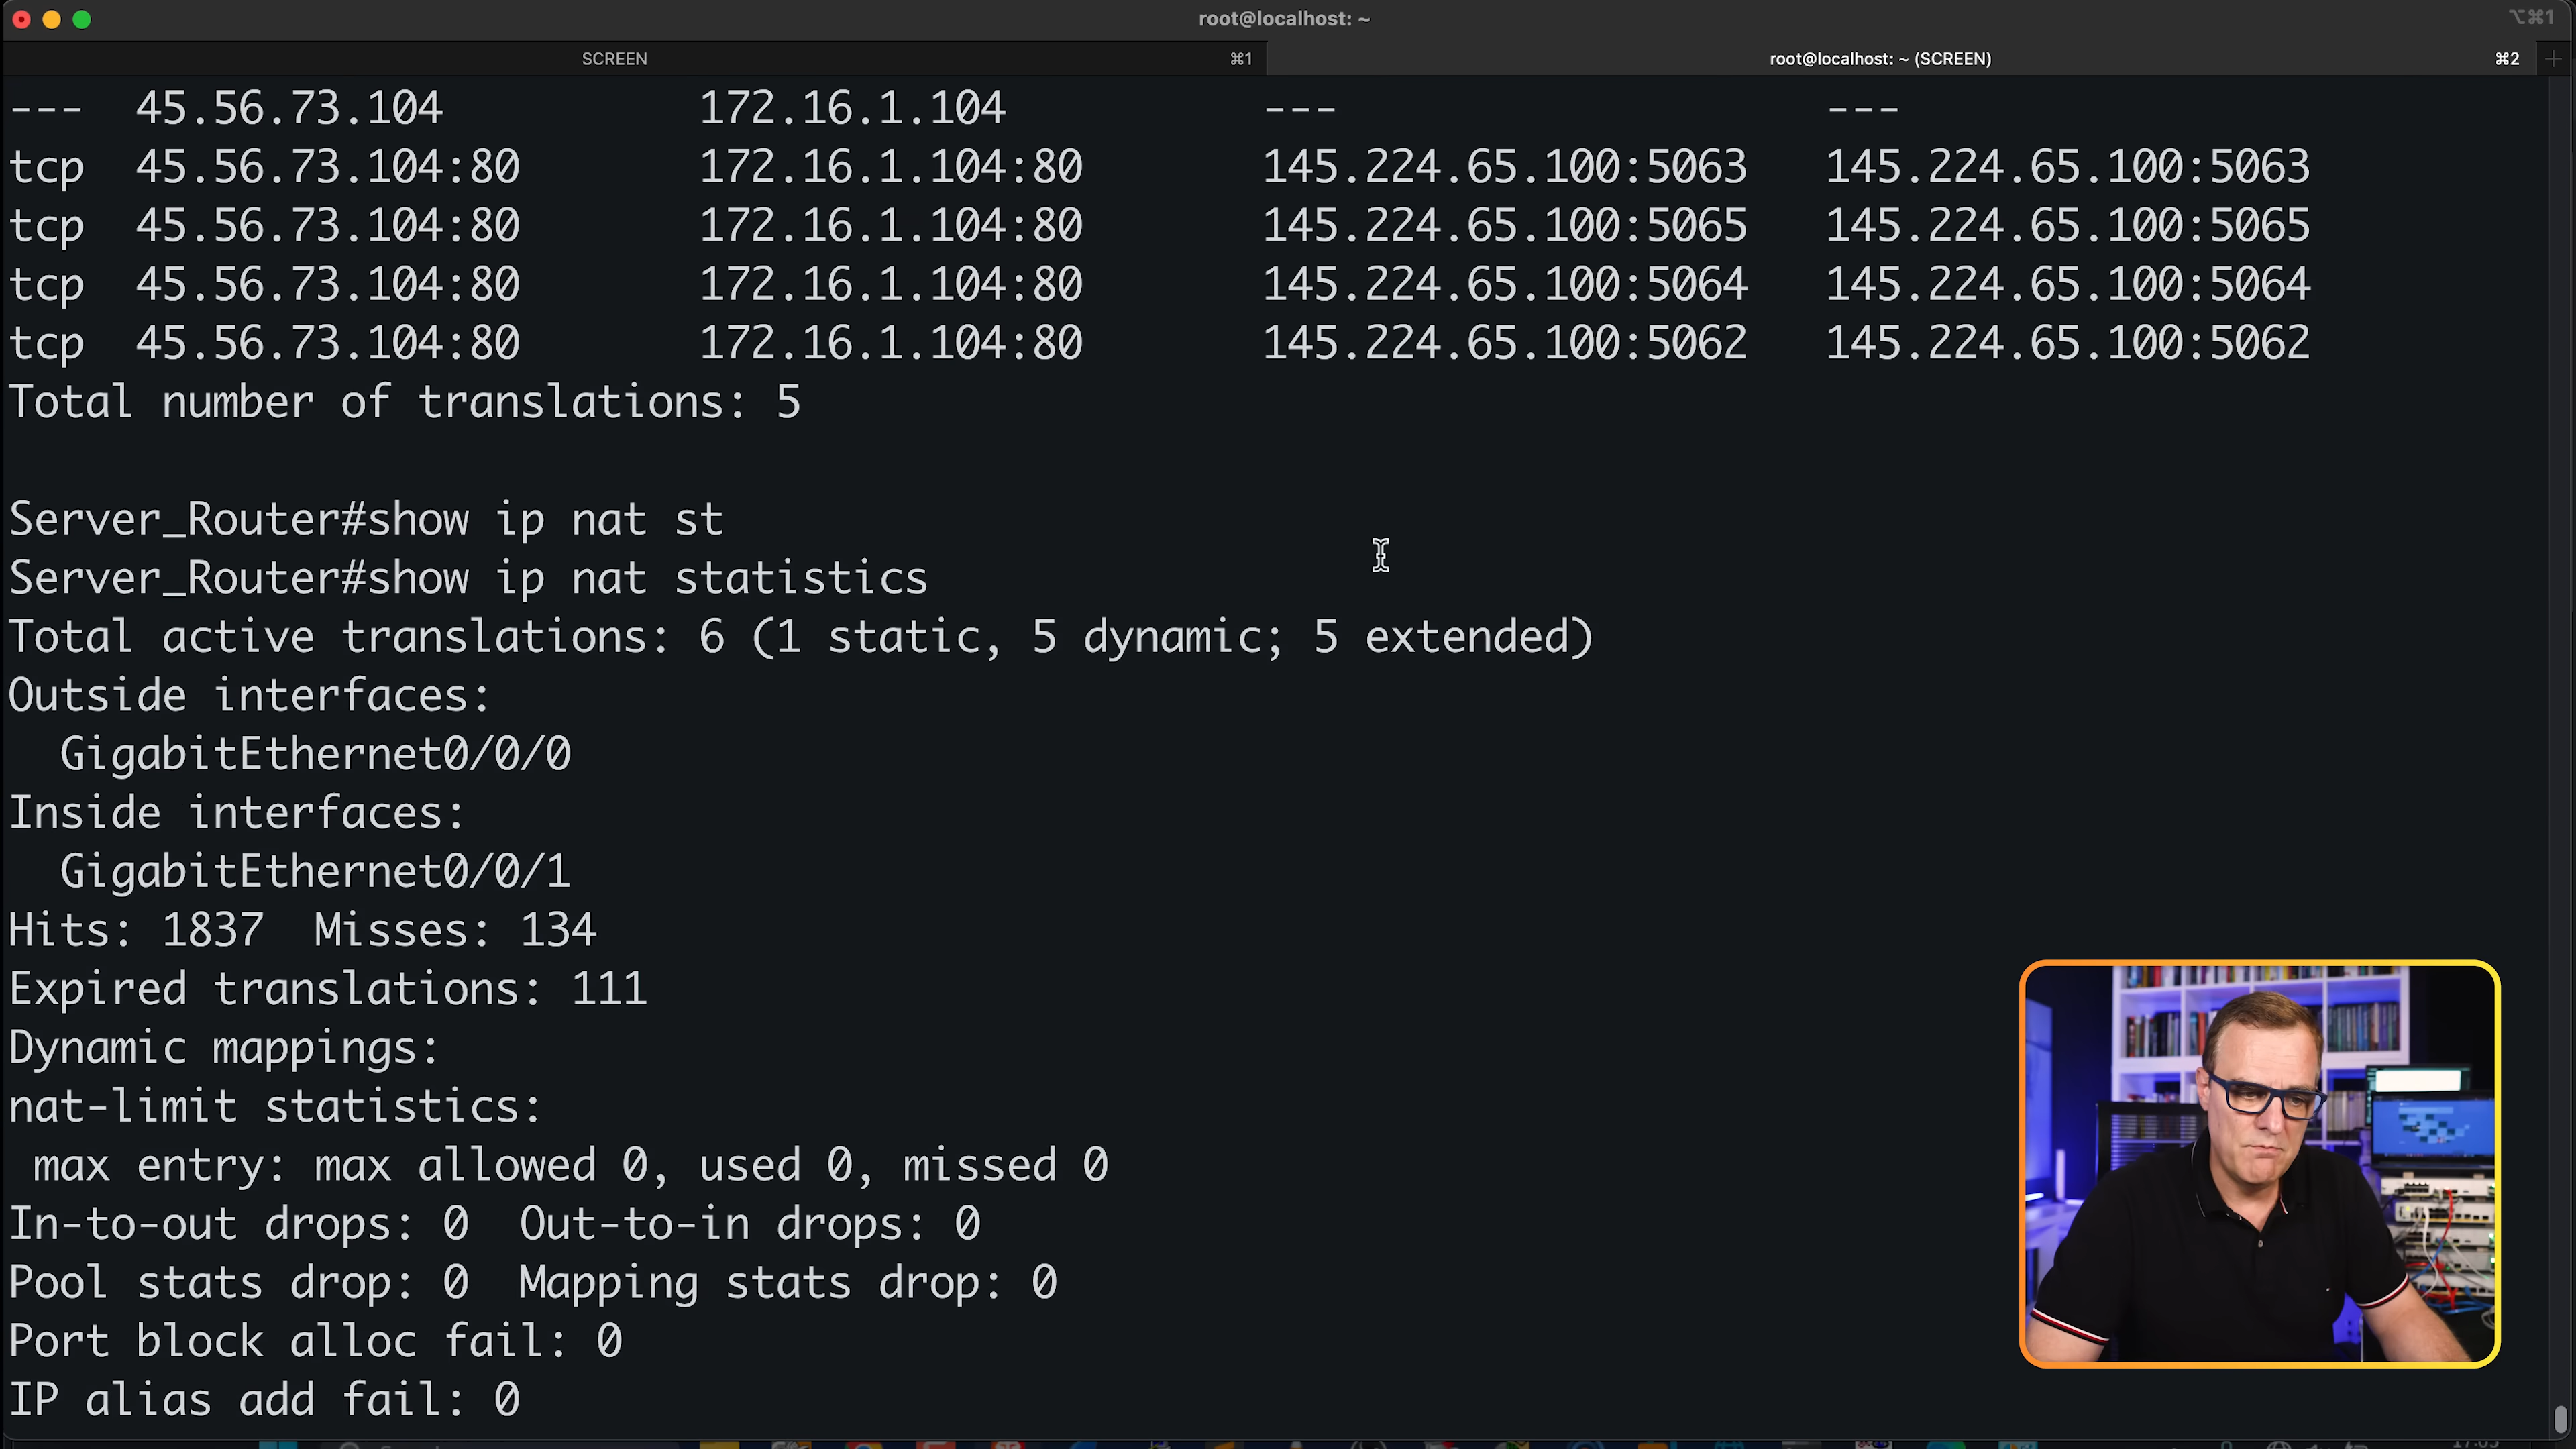 root@localhost: ~
⌥⌘1
SCREEN ⌘1 root@localhost: ~ (SCREEN) ⌘2
--- 45.56.73.104 172.16.1.104 --- ---
tcp 45.56.73.104:80 172.16.1.104:80 145.224.65.100:5063 145.224.65.100:5063
tcp 45.56.73.104:80 172.16.1.104:80 145.224.65.100:5065 145.224.65.100:5065
tcp 45.56.73.104:80 172.16.1.104:80 145.224.65.100:5064 145.224.65.100:5064
tcp 45.56.73.104:80 172.16.1.104:80 145.224.65.100:5062 145.224.65.100:5062
Total number of translations: 5
Server_Router#show ip nat st
Server_Router#show ip nat statistics
Total active translations: 6 (1 static, 5 dynamic; 5 extended)
Outside interfaces:
GigabitEthernet0/0/0
Inside interfaces:
GigabitEthernet0/0/1
Hits: 1837 Misses: 134
Expired translations: 111
Dynamic mappings:
nat-limit statistics:
max entry: max allowed 0, used 0, missed 0
In-to-out drops: 0 Out-to-in drops: 0
Pool stats drop: 0 Mapping stats drop: 0
Port block alloc fail: 0
IP alias add fail: 0